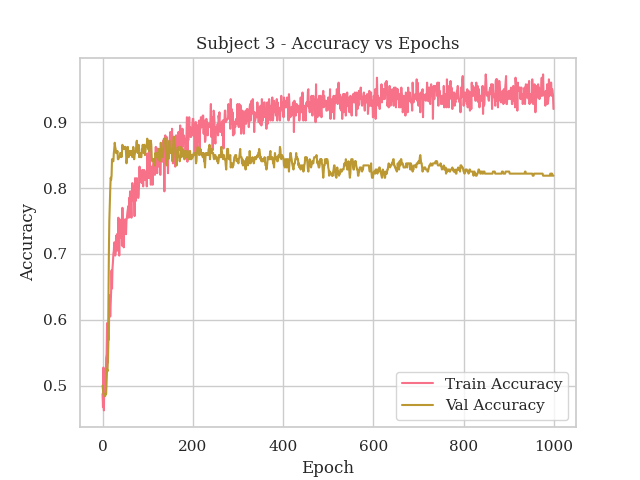 Subject 3 - Accuracy vs Epochs
Accuracy
0.9
0.8
0.7
0.6
0.5
0 200 400 600 800 1000
Epoch
Train Accuracy
Val Accuracy